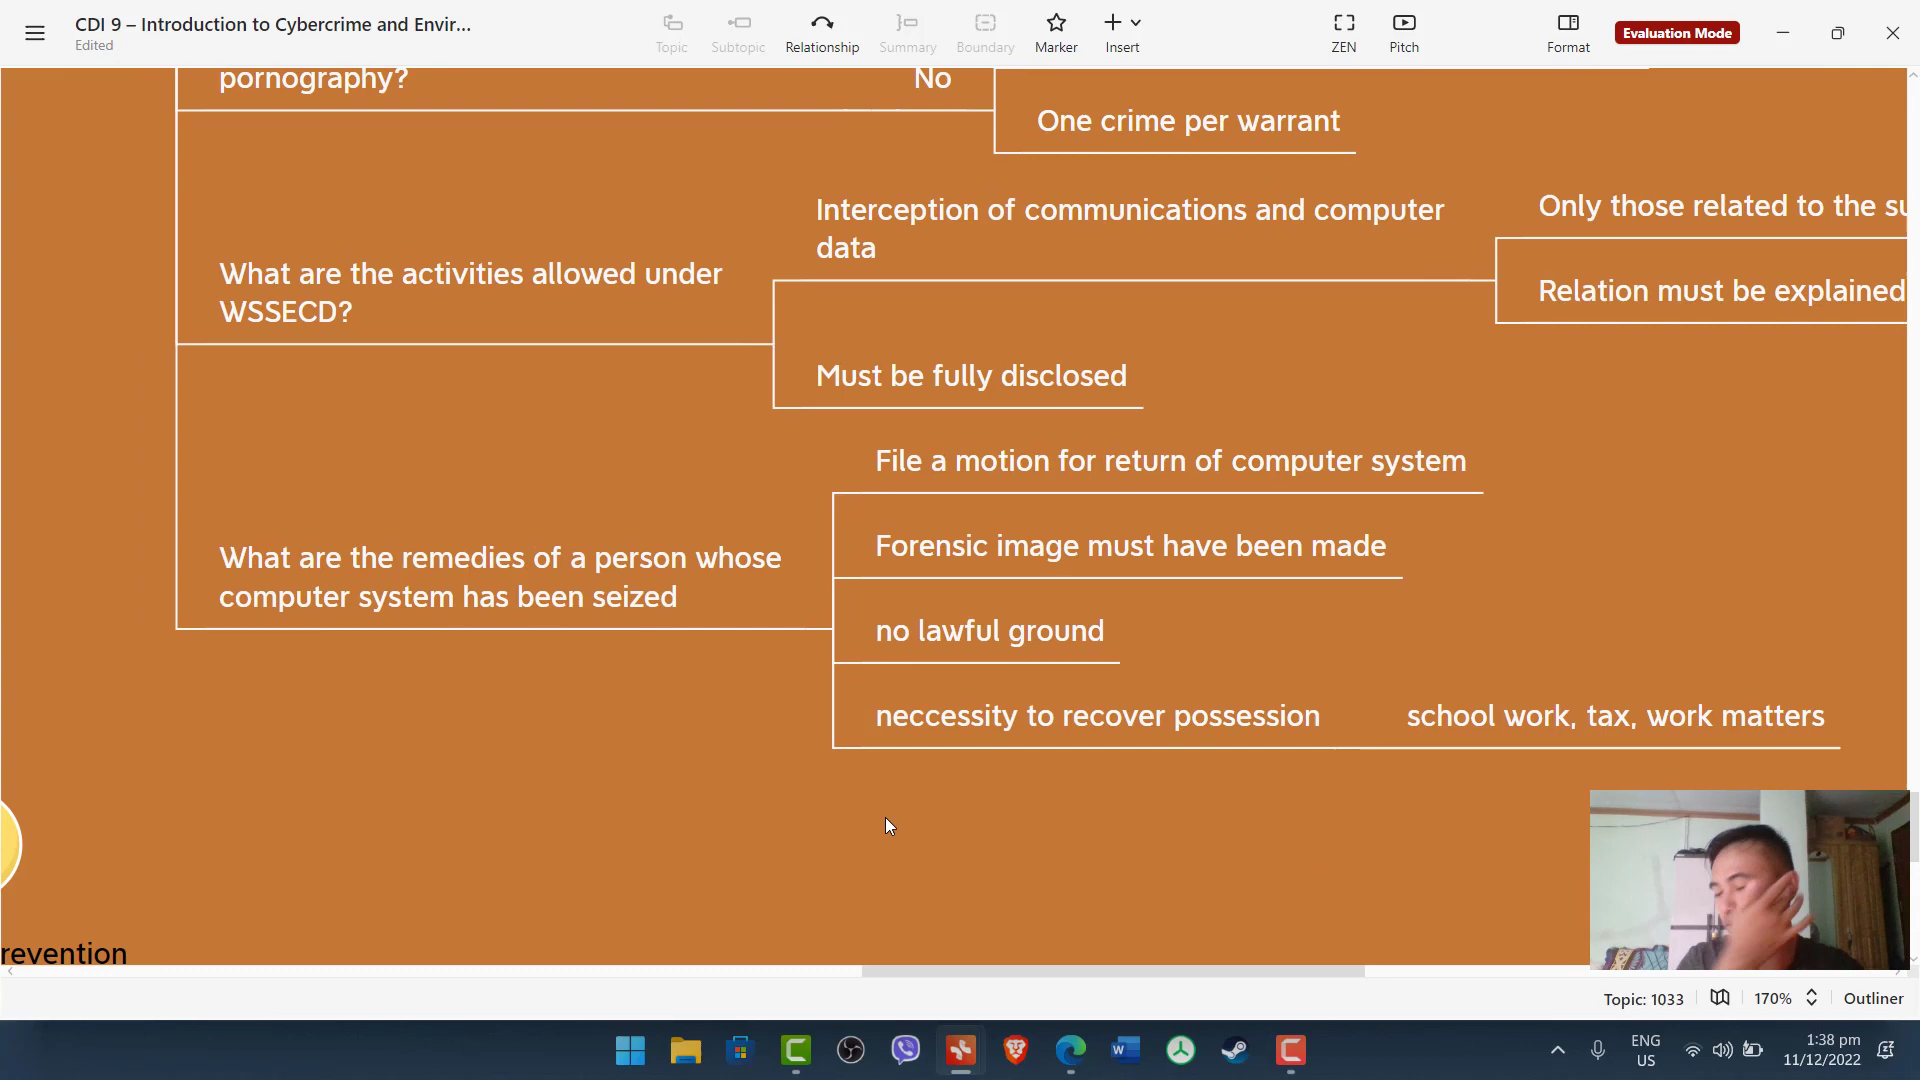 CDI 9 – Introduction to Cybercrime and Envir...
Edited
Topic
Subtopic
Relationship
Summary
Boundary
Marker
Insert
ZEN
Pitch
Format
Evaluation Mode
pornography?
No
One crime per warrant
Interception of communications and computer
data
Only those related to the su
Relation must be explained
What are the activities allowed under
WSSECD?
Must be fully disclosed
File a motion for return of computer system
Forensic image must have been made
What are the remedies of a person whose
computer system has been seized
no lawful ground
neccessity to recover possession
school work, tax, work matters
revention
Topic: 1033
170%
Outliner
ENG
US
1:38 pm
11/12/2022